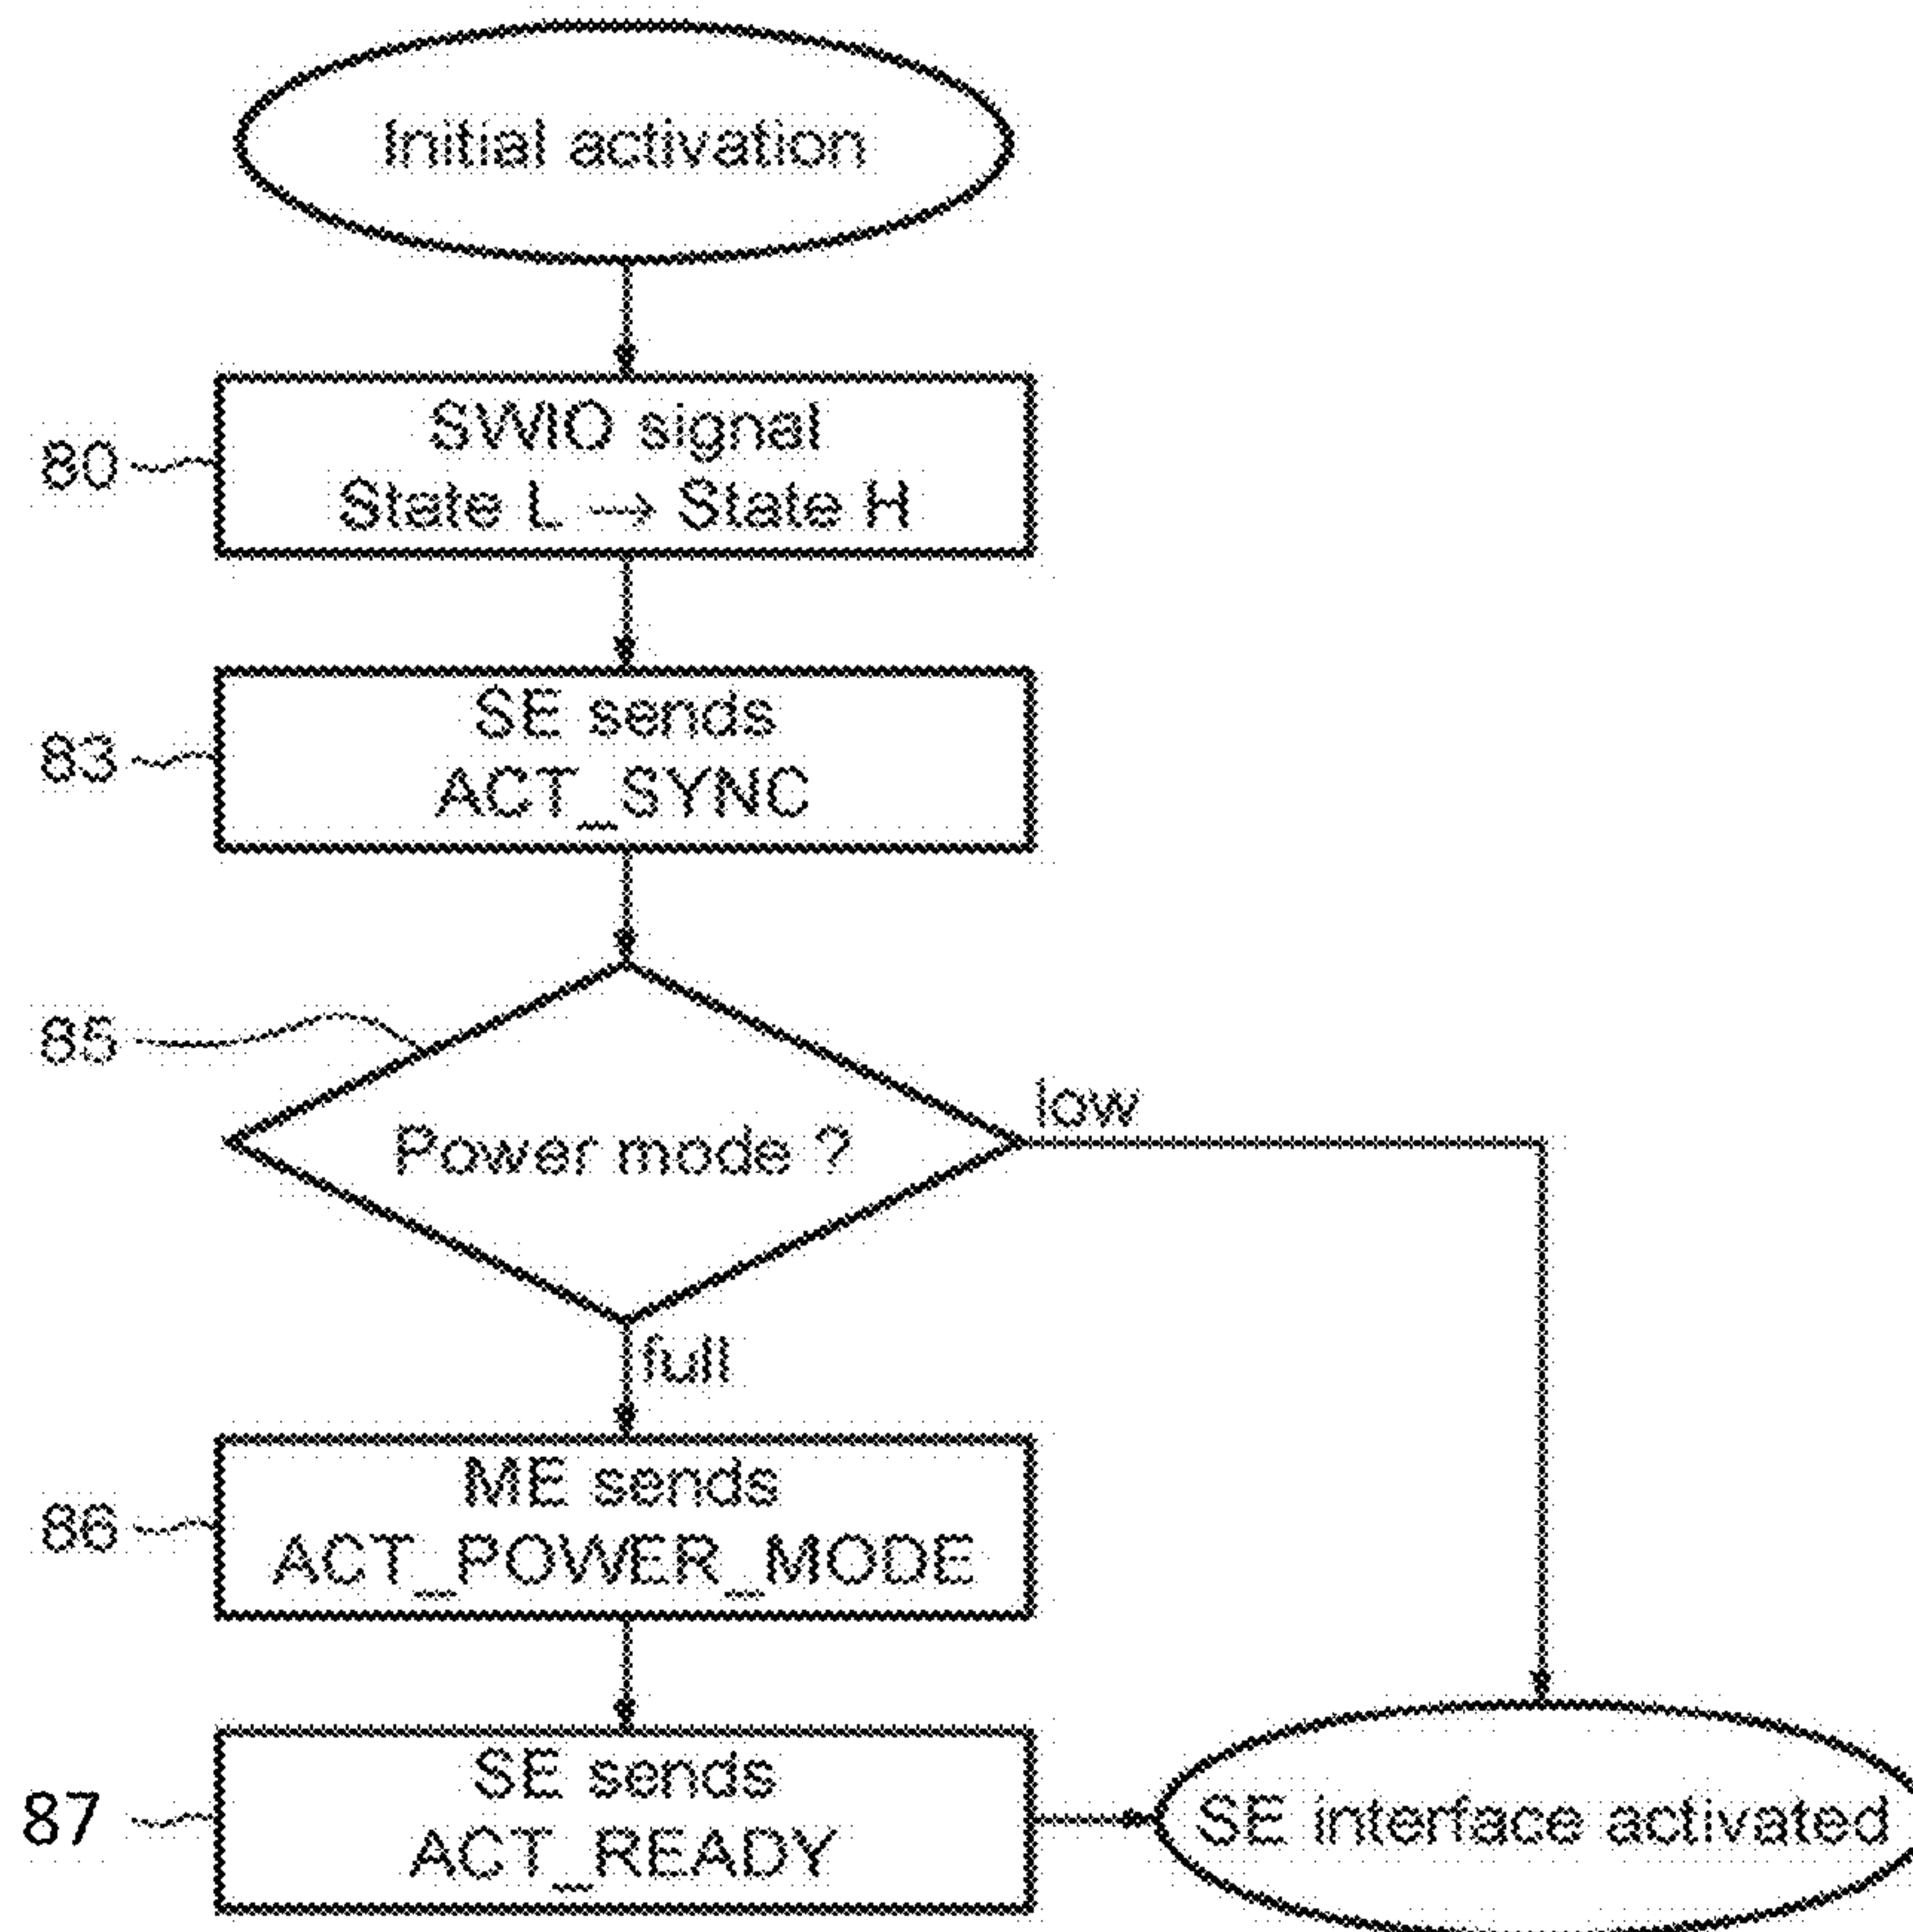 Initial activation
80
SWIO signal
State L → State H
83
SE sends
ACT_SYNC
85
Power mode ?
low
full
86
ME sends
ACT_POWER_MODE
87
SE sends
ACT_READY
SE interface activated